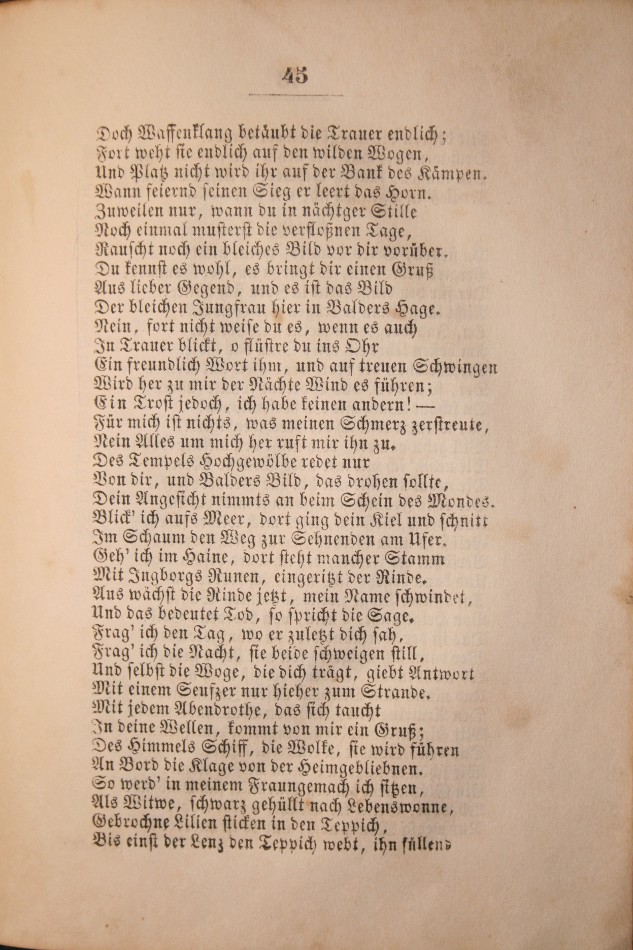 45
Doch Waffenklang betäubt die Trauer endlich;
Fort weht sie endlich auf den wilden Wogen,
Und Platz nicht wird ihr auf der Bank des Kämpen.
Wann feiernd seinen Sieg er leert das Horn.
Zuweilen nur, wann du in nächtger Stille
Noch einmal musterst die verfloßnen Tage,
Rauscht noch ein bleiches Bild vor dir vorüber.
Du kennst es wohl, es bringt dir einen Gruß
Aus lieber Gegend, und es ist das Bild
Der bleichen Jungfrau hier in Balders Hage.
Nein, fort nicht weise du es, wenn es auch
In Trauer blickt, o flüstre du ins Ohr
Ein freundlich Wort ihm, und auf treuen Schwingen
Wird her zu mir der Nächte Wind es führen;
Ein Trost jedoch, ich habe keinen andern! —
Für mich ist nichts, was meinen Schmerz zerstreute,
Nein Alles um mich her ruft mir ihn zu.
Des Tempels Hochgewölbe redet nur
Von dir, und Balders Bild, das drohen sollte,
Dein Angesicht nimmts an beim Schein des Mondes.
Blick' ich aufs Meer, dort ging dein Kiel und schnitt
Im Schaum den Weg zur Sehnenden am Ufer.
Geh' ich im Haine, dort steht mancher Stamm
Mit Ingborgs Runen, eingeritzt der Rinde.
Aus wächst die Rinde jetzt, mein Name schwindet,
Und das bedeutet Tod, so spricht die Sage.
Frag' ich den Tag, wo er zuletzt dich sah,
Frag' ich die Nacht, sie beide schweigen still,
Und selbst die Woge, die dich trägt, giebt Antwort
Mit einem Seufzer nur hieher zum Strande.
Mit jedem Abendrothe, das sich taucht
In deine Wellen, kommt von mir ein Gruß;
Des Himmels Schiff, die Wolke, sie wird führen
An Bord die Klage von der Heimgebliebnen.
So werd' in meinem Fraungemach ich sitzen,
Als Witwe, schwarz gehüllt nach Lebenswonne,
Gebrochne Lilien sticken in den Teppich,
Bis einst der Lenz den Teppich webt, ihn füllend